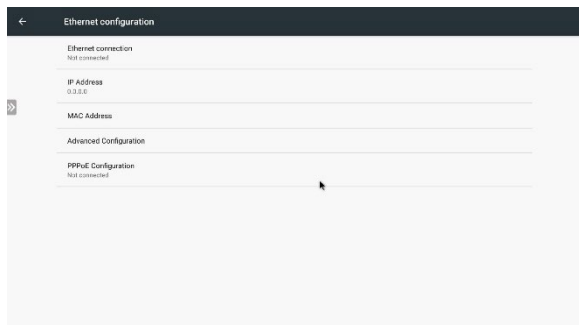 Ethernet configuration
Ethernet connection
Not connected
IP Address
0.0.0.0
MAC Address
Advanced Configuration
PPPoE Configuration
Not connected